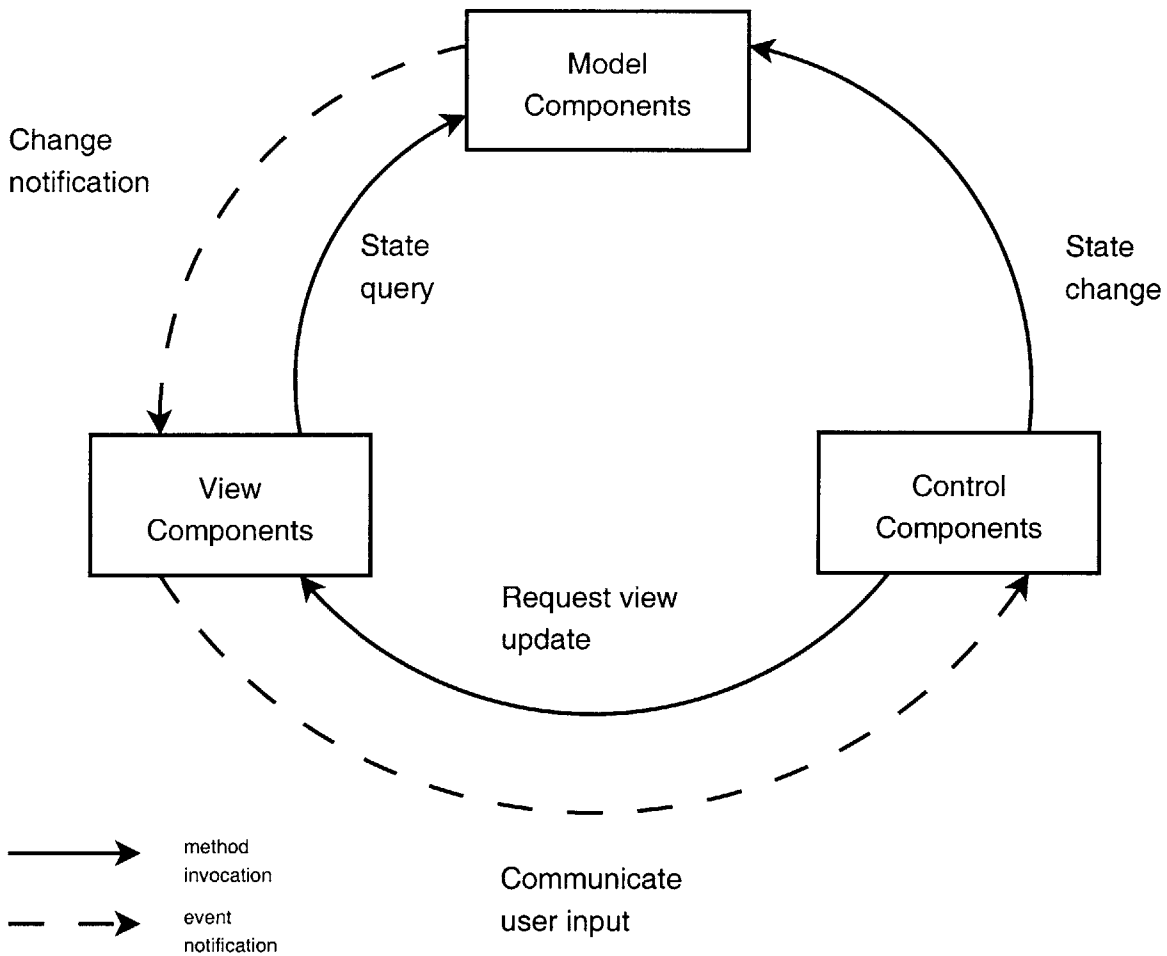 Model
Components
Change
notification
State
query
State
change
View
Components
Control
Components
Request view
update
method
invocation
Communicate
user input
event
notification